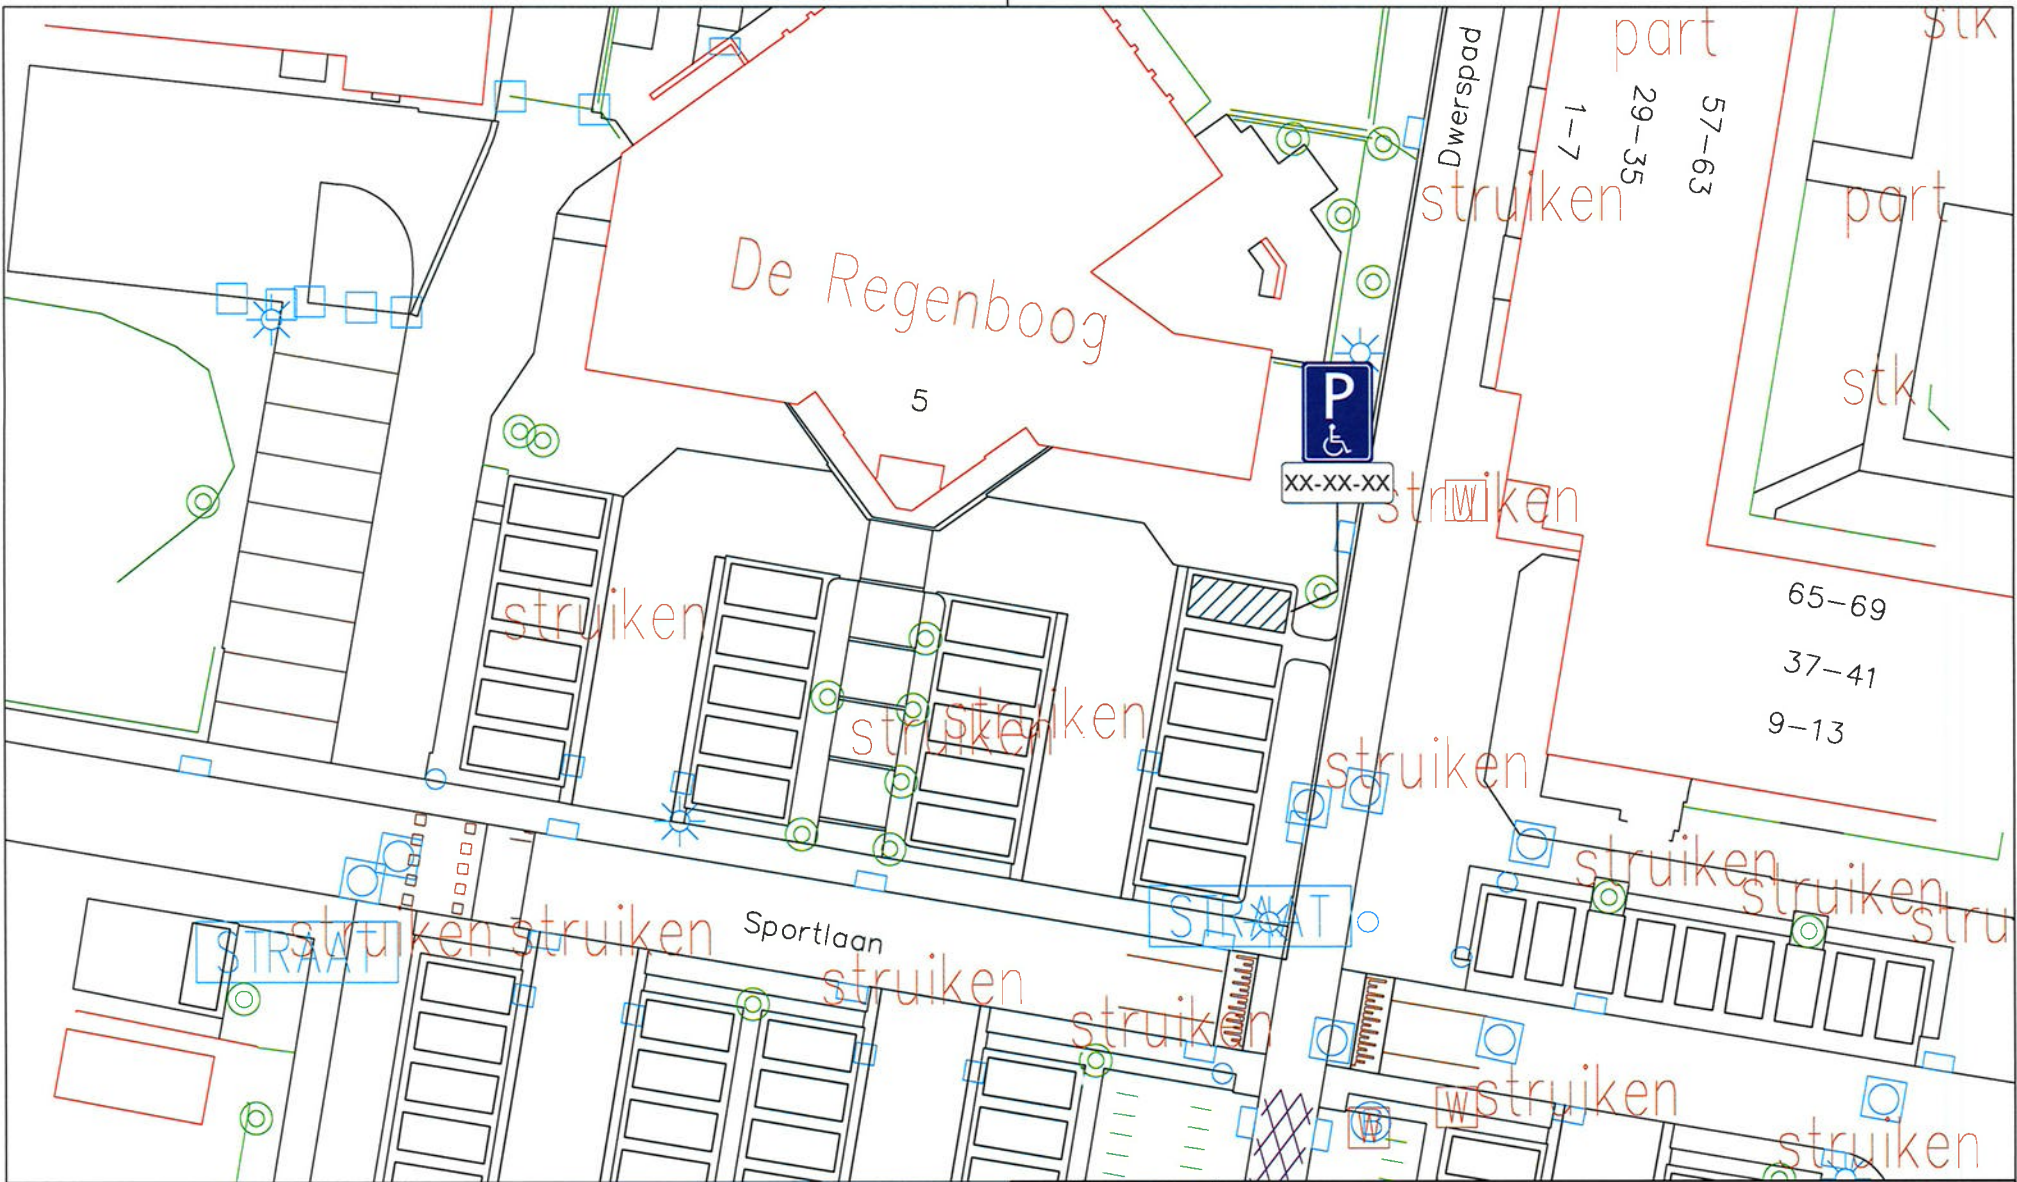 stk
part
Dwerspad
1-7
29-35
57-63
struiken
part
De Regenboog
5
P
XX-XX-XX
stk
struiken
W
65-69
37-41
9-13
struiken
struiken
struiken
struiken
struiken
struiken
stru
STRAAT
struiken
struiken
Sportlaan
STRAAT
struiken
struiken
W
W
struiken
struiken